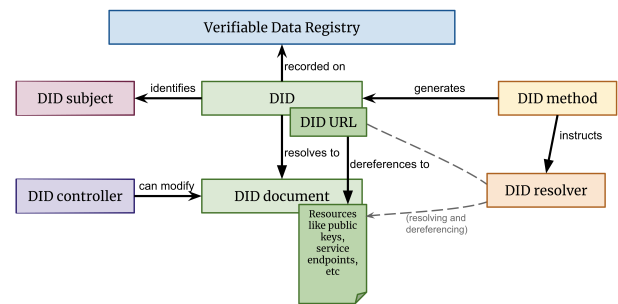 Verifiable Data Registry
recorded on
DID subject
identifies
DID
generates
DID method
DID URL
instructs
resolves to
dereferences to
DID controller
can modify
DID document
DID resolver
Resources
like public
keys,
service
endpoints,
etc
(resolving and
dereferencing)